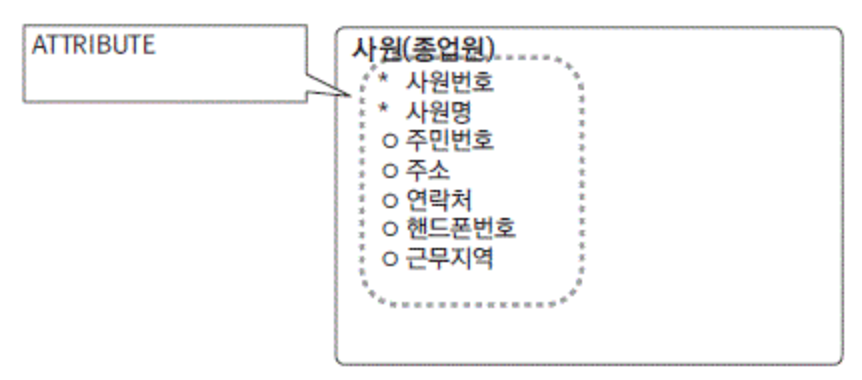 ATTRIBUTE
사원(종업원)
* 사원번호
* 사원명
o 주민번호
o 주소
o 연락처
o 핸드폰번호
o 근무지역